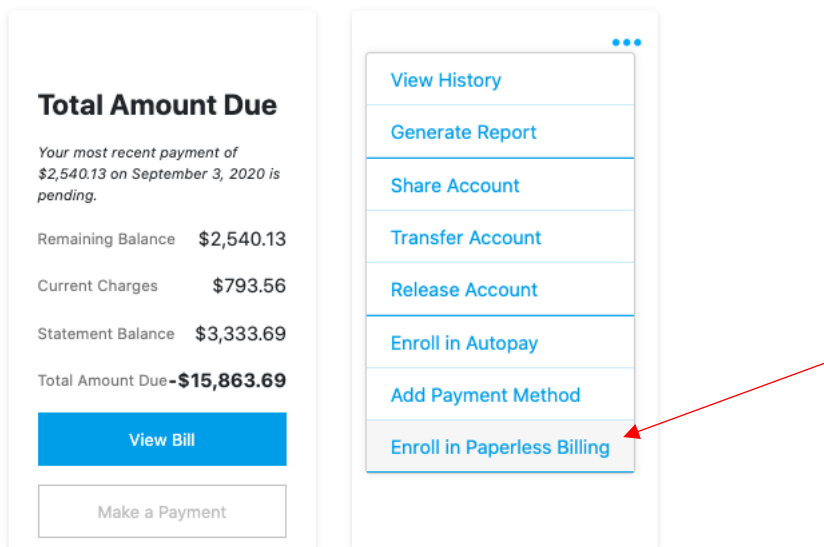 Total Amount Due
Your most recent payment of
$2,540.13 on September 3, 2020 is
pending.
Remaining Balance $2,540.13
Current Charges $793.56
Statement Balance $3,333.69
Total Amount Due-$15,863.69
View Bill
Make a Payment
View History
Generate Report
Share Account
Transfer Account
Release Account
Enroll in Autopay
Add Payment Method
Enroll in Paperless Billing